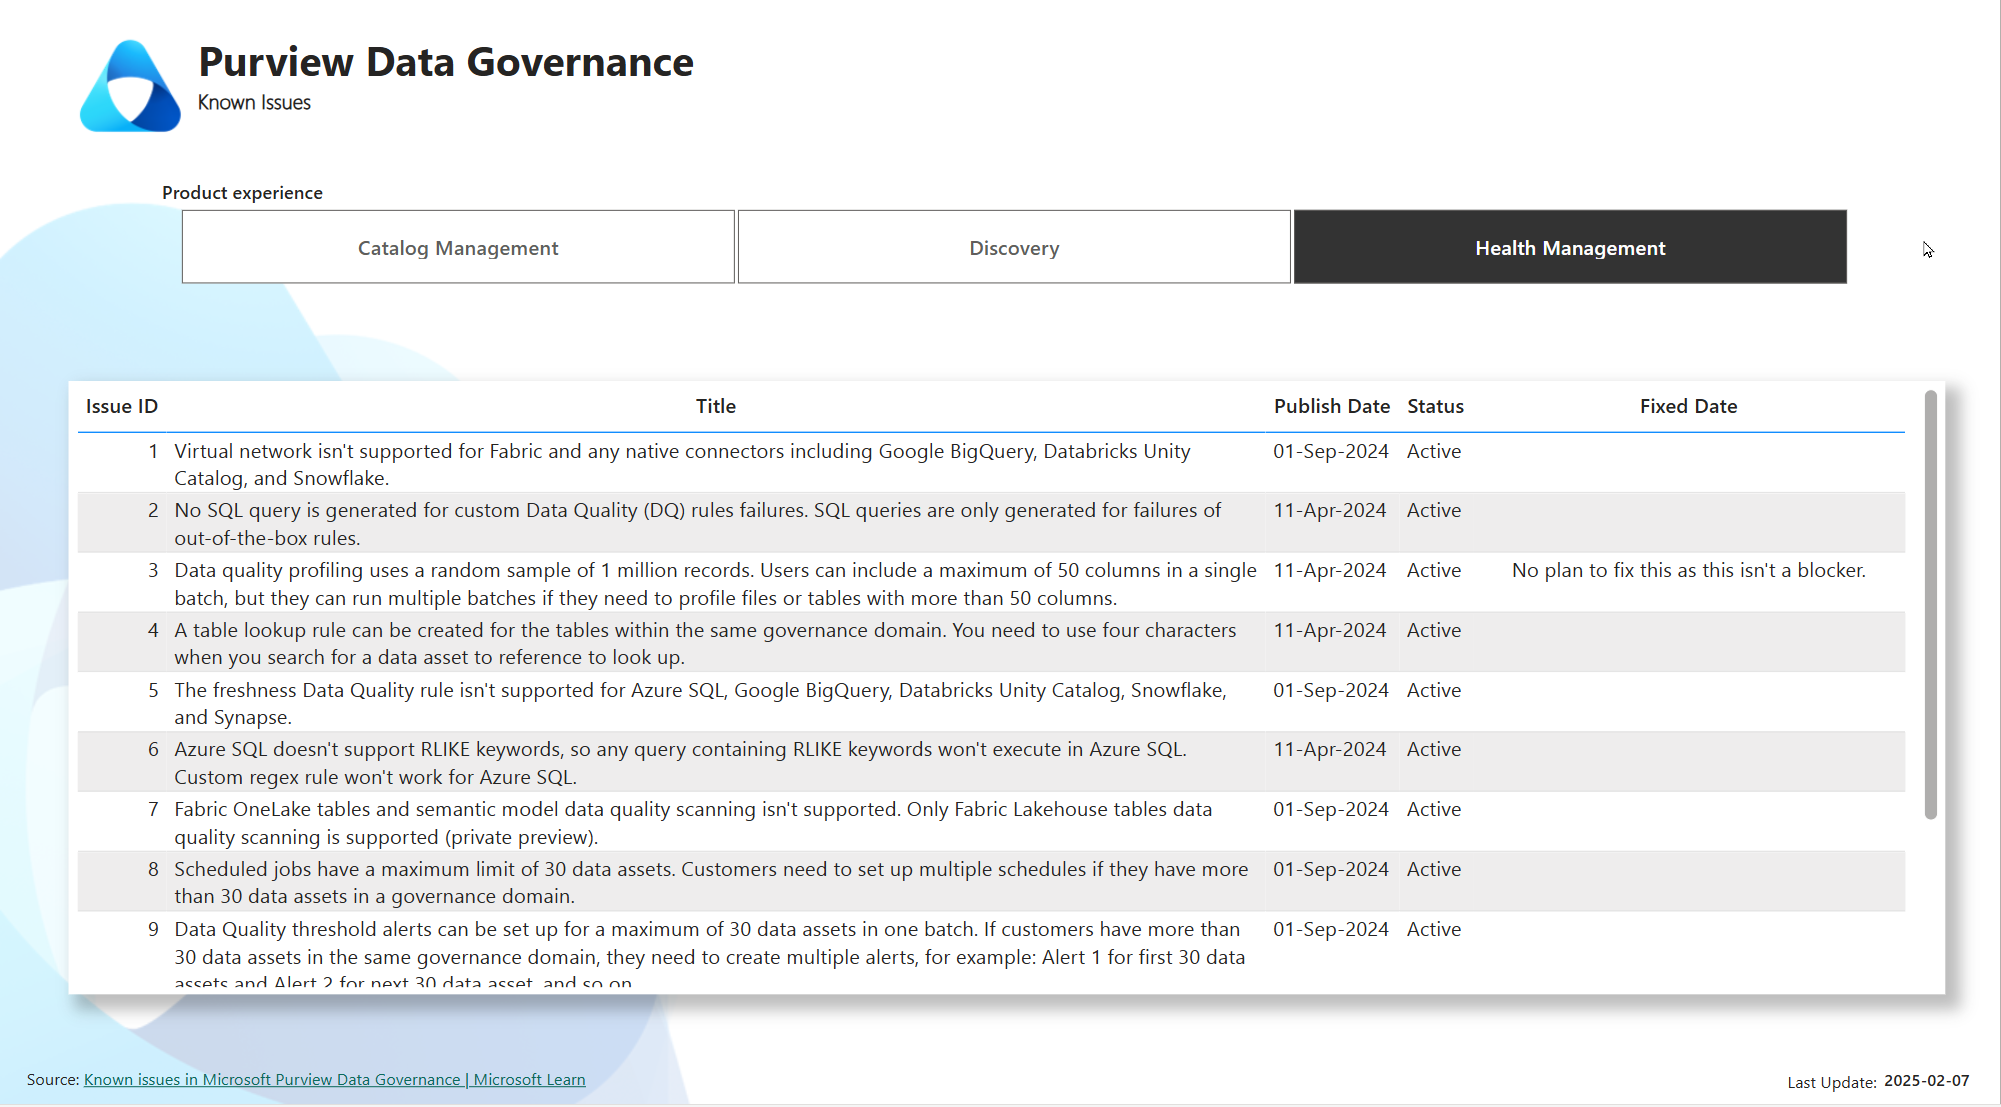 Purview Data Governance
Known Issues
Product experience
Catalog Management
Discovery
Health Management
Issue ID Title Publish Date Status Fixed Date
1 Virtual network isn't supported for Fabric and any native connectors including Google BigQuery, Databricks Unity 01-Sep-2024 Active
Catalog, and Snowflake.
2 No SQL query is generated for custom Data Quality (DQ) rules failures. SQL queries are only generated for failures of 11-Apr-2024 Active
out-of-the-box rules.
3 Data quality profiling uses a random sample of 1 million records. Users can include a maximum of 50 columns in a single 11-Apr-2024 Active No plan to fix this as this isn't a blocker.
batch, but they can run multiple batches if they need to profile files or tables with more than 50 columns.
4 A table lookup rule can be created for the tables within the same governance domain. You need to use four characters 11-Apr-2024 Active
when you search for a data asset to reference to look up.
5 The freshness Data Quality rule isn't supported for Azure SQL, Google BigQuery, Databricks Unity Catalog, Snowflake, 01-Sep-2024 Active
and Synapse.
6 Azure SQL doesn't support RLIKE keywords, so any query containing RLIKE keywords won't execute in Azure SQL. 11-Apr-2024 Active
Custom regex rule won't work for Azure SQL.
7 Fabric OneLake tables and semantic model data quality scanning isn't supported. Only Fabric Lakehouse tables data 01-Sep-2024 Active
quality scanning is supported (private preview).
8 Scheduled jobs have a maximum limit of 30 data assets. Customers need to set up multiple schedules if they have more 01-Sep-2024 Active
than 30 data assets in a governance domain.
9 Data Quality threshold alerts can be set up for a maximum of 30 data assets in one batch. If customers have more than 01-Sep-2024 Active
30 data assets in the same governance domain, they need to create multiple alerts, for example: Alert 1 for first 30 data
assets and Alert 2 for next 30 data asset, and so on
Source: Known issues in Microsoft Purview Data Governance | Microsoft Learn
Last Update: 2025-02-07